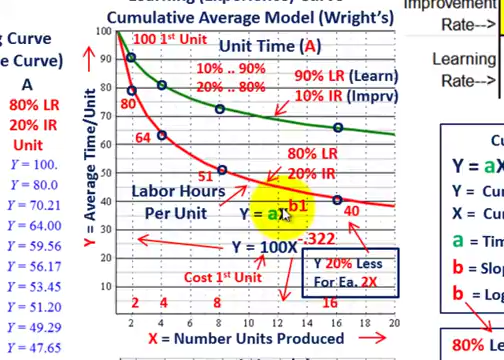 Learning (Experience) Curve
Cumulative Average Model (Wright's)
g Curve
e Curve)
A
80% LR
20% IR
Unit
Y = 100.
Y = 80.0
Y = 70.21
Y = 64.00
Y = 59.56
Y = 56.17
Y = 53.45
Y = 51.20
Y = 49.29
Y = 47.65
Y = Average Time/Unit
100
90
80
70
60
50
40
30
20
10
100 1st Unit
Unit Time (A)
10% .. 90%
20% .. 80%
90% LR (Learn)
10% IR (Imprv)
80
64
51
40
80% LR
20% IR
Labor Hours
Per Unit
Y = aX b1
Y = 100X -.322
Cost 1st Unit
Y 20% Less
For Ea. 2X
2 4 8 16
2 4 6 8 10 12 14 16 18 20
X = Number Units Produced
Improvement
Rate-->
Learning
Rate-->
Cu
Y = aX
Y = Cu
X = Cu
a = Tim
b = Slop
b = Log
80% Le